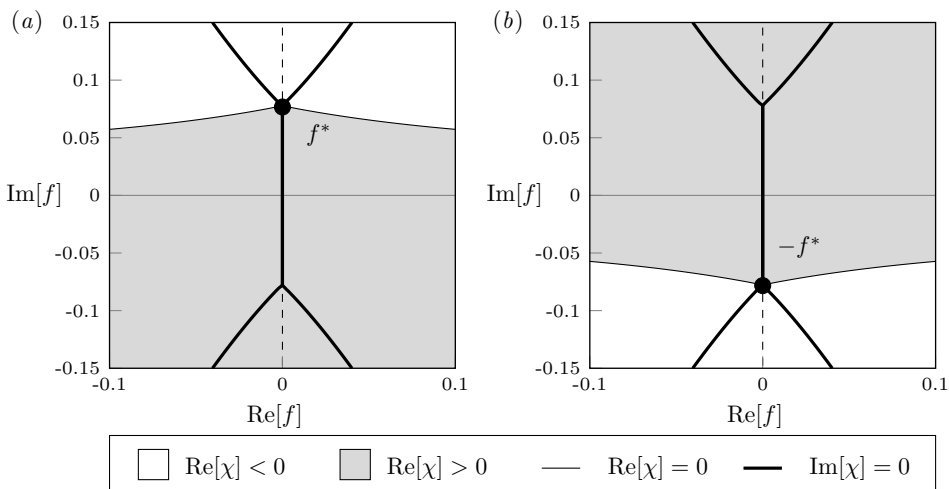 (a)
0.15
0.1
0.05
0
-0.05
-0.1
-0.15
Im[f]
f*
-0.1 0 0.1
Re[f]
(b)
0.15
0.1
0.05
0
-0.05
-0.1
-0.15
Im[f]
−f*
-0.1 0 0.1
Re[f]
Re[χ] < 0 Re[χ] > 0 Re[χ] = 0 Im[χ] = 0